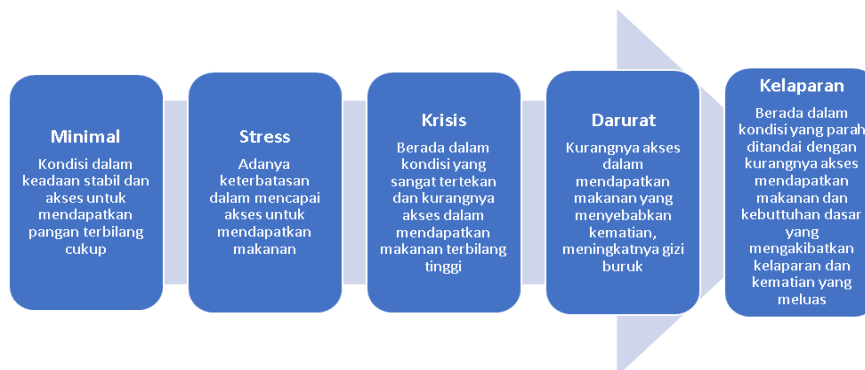 Minimal
Kondisi dalam
keadaan stabil dan
akses untuk
mendapatkan
pangan terbilang
cukup
Stress
Adanya
keterbatasan
dalam mencapai
akses untuk
mendapatkan
makanan
Krisis
Berada dalam
kondisi yang
sangat tertekan
dan kurangnya
akses dalam
mendapatkan
makanan terbilang
tinggi
Darurat
Kurangnya akses
dalam
mendapatkan
makanan yang
menyebabkan
kematian,
meningkatnya gizi
buruk
Kelaparan
Berada dalam
kondisi yang parah
ditandai dengan
kurangnya akses
mendapatkan
makanan dan
kebuttuhan dasar
yang
mengakibatkan
kelaparan dan
kematian yang
meluas